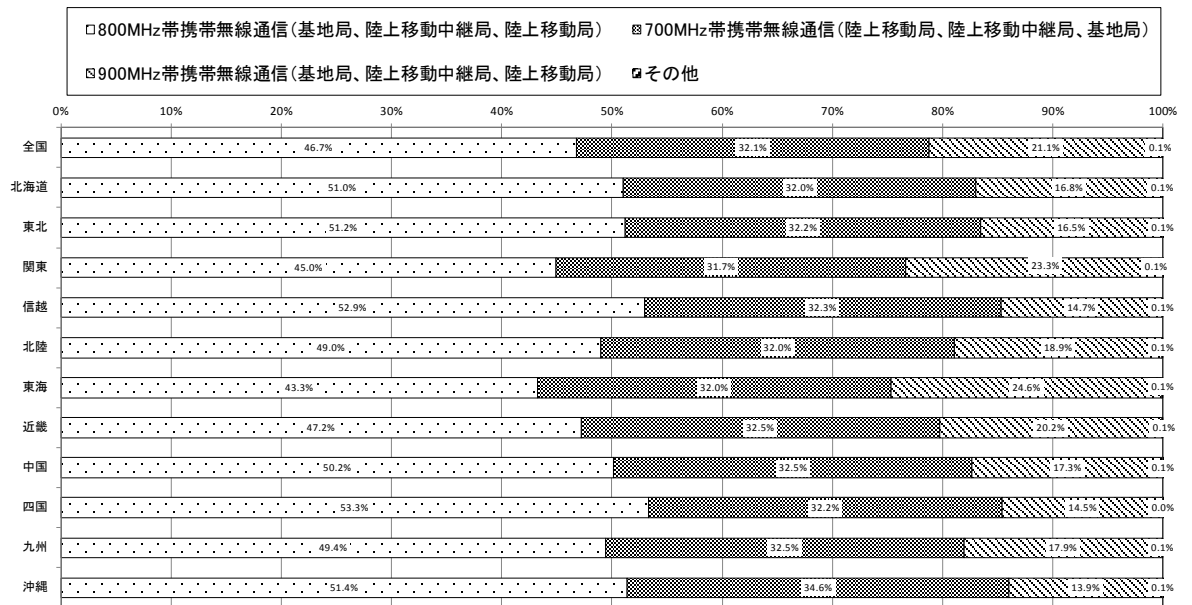 800MHz帯携帯無線通信(基地局、陸上移動中継局、陸上移動局) 700MHz帯携帯無線通信(陸上移動局、陸上移動中継局、基地局)
900MHz帯携帯無線通信(基地局、陸上移動中継局、陸上移動局) その他
0% 10% 20% 30% 40% 50% 60% 70% 80% 90% 100%
全国 46.7% 32.1% 21.1% 0.1%
北海道 51.0% 32.0% 16.8% 0.1%
東北 51.2% 32.2% 16.5% 0.1%
関東 45.0% 31.7% 23.3% 0.1%
信越 52.9% 32.3% 14.7% 0.1%
北陸 49.0% 32.0% 18.9% 0.1%
東海 43.3% 32.0% 24.6% 0.1%
近畿 47.2% 32.5% 20.2% 0.1%
中国 50.2% 32.5% 17.3% 0.1%
四国 53.3% 32.2% 14.5% 0.0%
九州 49.4% 32.5% 17.9% 0.1%
沖縄 51.4% 34.6% 13.9% 0.1%